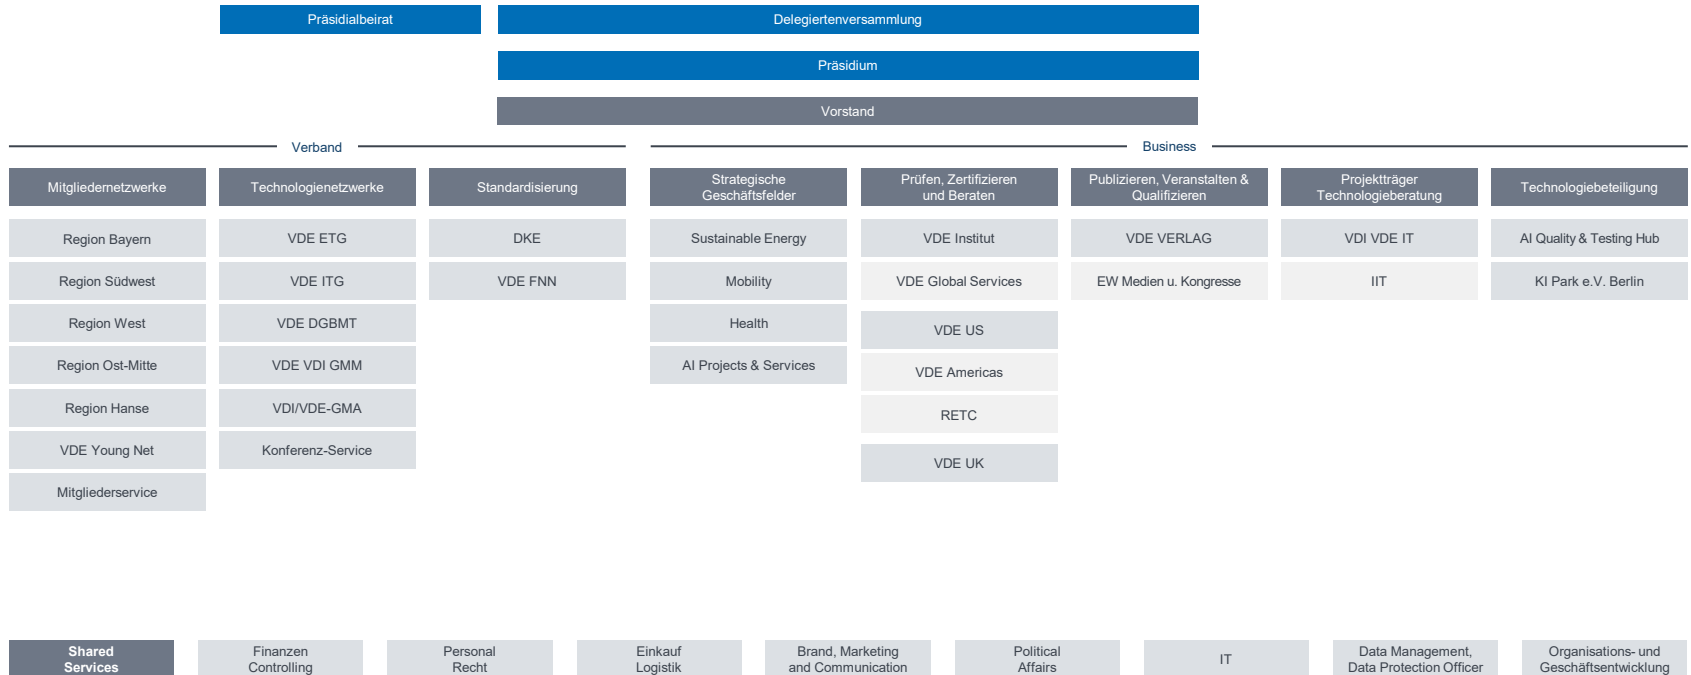 Präsidialbeirat
Delegiertenversammlung
Präsidium
Vorstand
Verband
Business
Mitgliedernetzwerke
Technologienetzwerke
Standardisierung
Strategische
Geschäftsfelder
Prüfen, Zertifizieren
und Beraten
Publizieren, Veranstalten &
Qualifizieren
Projektträger
Technologieberatung
Technologiebeteiligung
Region Bayern
Region Südwest
Region West
Region Ost-Mitte
Region Hanse
VDE Young Net
Mitgliederservice
VDE ETG
VDE ITG
VDE DGBMT
VDE VDI GMM
VDI/VDE-GMA
Konferenz-Service
DKE
VDE FNN
Sustainable Energy
Mobility
Health
AI Projects & Services
VDE Institut
VDE Global Services
VDE US
VDE Americas
RETC
VDE UK
VDE VERLAG
EW Medien u. Kongresse
VDI VDE IT
IIT
AI Quality & Testing Hub
KI Park e.V. Berlin
Shared
Services
Finanzen
Controlling
Personal
Recht
Einkauf
Logistik
Brand, Marketing
and Communication
Political
Affairs
IT
Data Management,
Data Protection Officer
Organisations- und
Geschäftsentwicklung